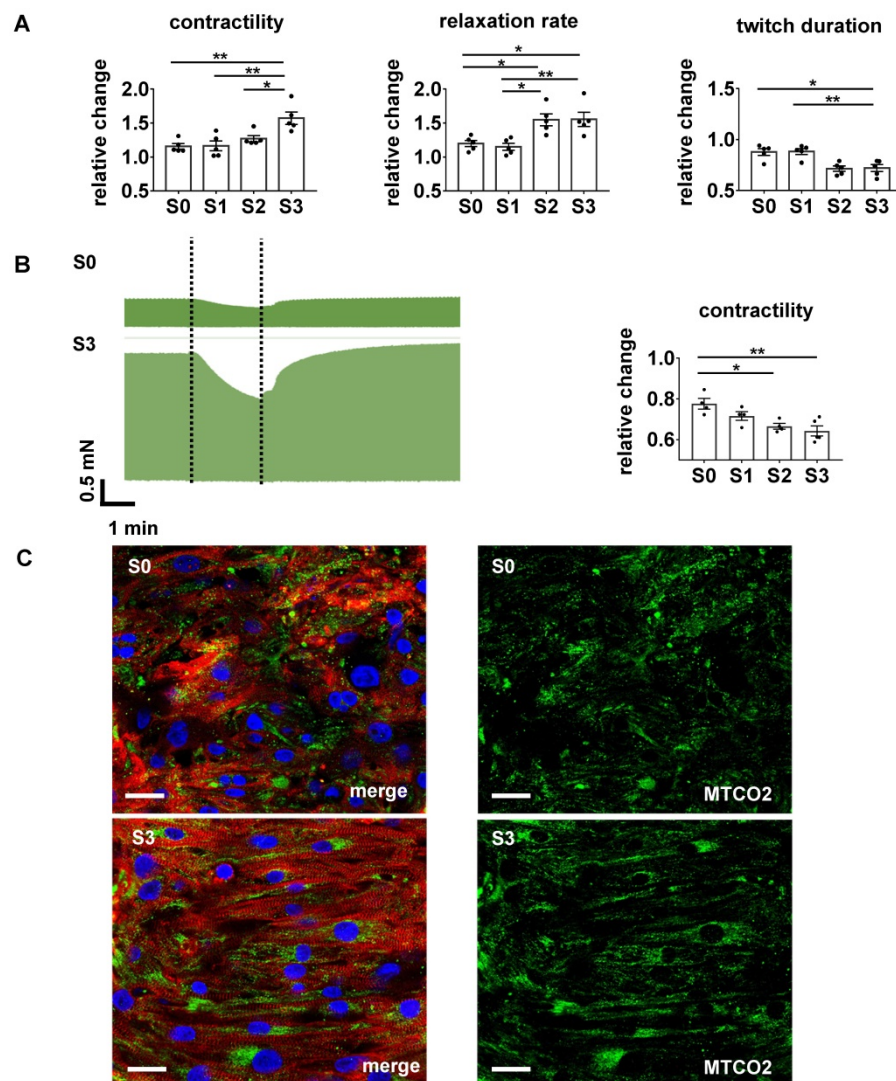 A
contractility
relative change
2.0
1.5
1.0
0.5
S0 S1 S2 S3
**
**
*
relaxation rate
relative change
2.0
1.5
1.0
0.5
S0 S1 S2 S3
*
*
**
*
twitch duration
relative change
1.5
1.0
0.5
S0 S1 S2 S3
*
**
B
S0
S3
0.5 mN
1 min
contractility
relative change
1.0
0.8
0.6
S0 S1 S2 S3
**
*
C
S0
merge
S0
MTCO2
S3
merge
S3
MTCO2